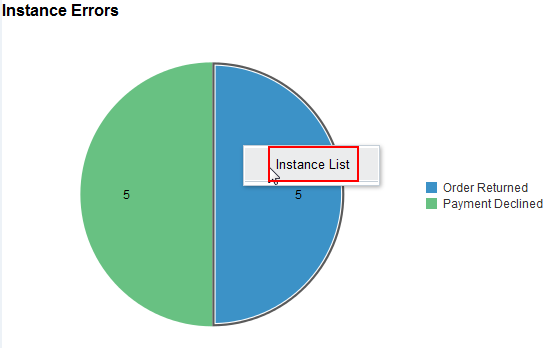 Instance Errors
Instance List
5
5
Order Returned
Payment Declined